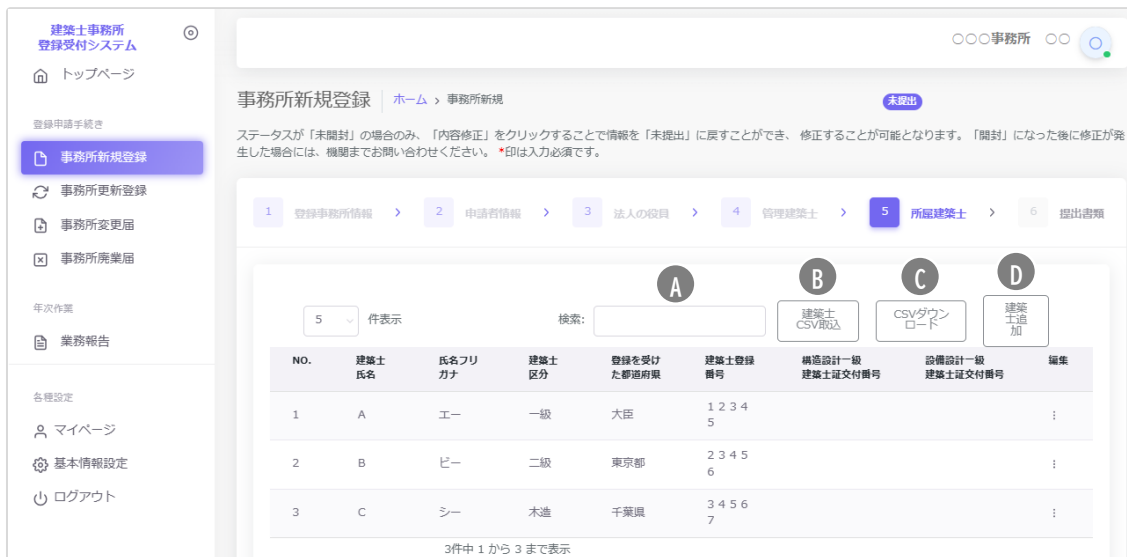 建築士事務所
登録受付システム
トップページ
登録申請手続き
事務所新規登録
事務所更新登録
事務所変更届
事務所廃業届
年次作業
業務報告
各種設定
マイページ
基本情報設定
ログアウト
○○○事務所 ○○ ○
事務所新規登録 ホーム > 事務所新規 未提出
ステータスが「未開封」の場合のみ、「内容修正」をクリックすることで情報を「未提出」に戻すことができ、 修正することが可能となります。「開封」になった後に修正が発
生した場合には、機関までお問い合わせください。 *印は入力必須です。
1 登録事務所情報 > 2 申請者情報 > 3 法人の役員 > 4 管理建築士 > 5 所属建築士 > 6 提出書類
A B C D
5 件表示 検索: 建築士
CSV取込 CSVダウン
ロード 建築
士追
加
NO. 建築士
氏名 氏名フリ
ガナ 建築士
区分 登録を受け
た都道府県 建築士登録
番号 構造設計一級
建築士証交付番号 設備設計一級
建築士証交付番号 編集
1 A エー 一級 大臣 1 2 3 4
5
2 B ビー 二級 東京都 2 3 4 5
6
3 C シー 木造 千葉県 3 4 5 6
7
3件中 1 から 3 まで表示